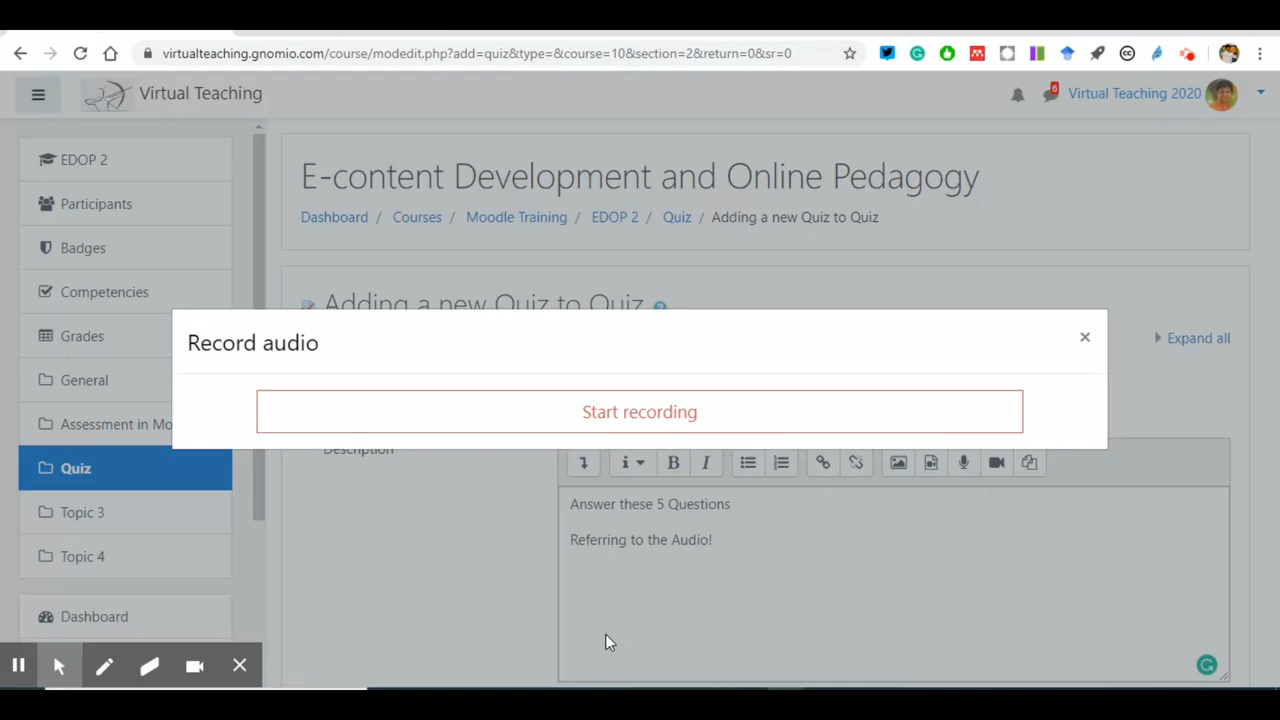 virtualteaching.gnomio.com/course/modedit.php?add=quiz&type=&course=10&section=2&return=0&sr=0
Virtual Teaching
6
Virtual Teaching 2020
EDOP 2
Participants
Badges
Competencies
Grades
General
Assessment in Mo
Quiz
Topic 3
Topic 4
Dashboard
E-content Development and Online Pedagogy
Dashboard / Courses / Moodle Training / EDOP 2 / Quiz / Adding a new Quiz to Quiz
Adding a new Quiz to Quiz
Expand all
Record audio
Start recording
Description
Answer these 5 Questions
Referring to the Audio!